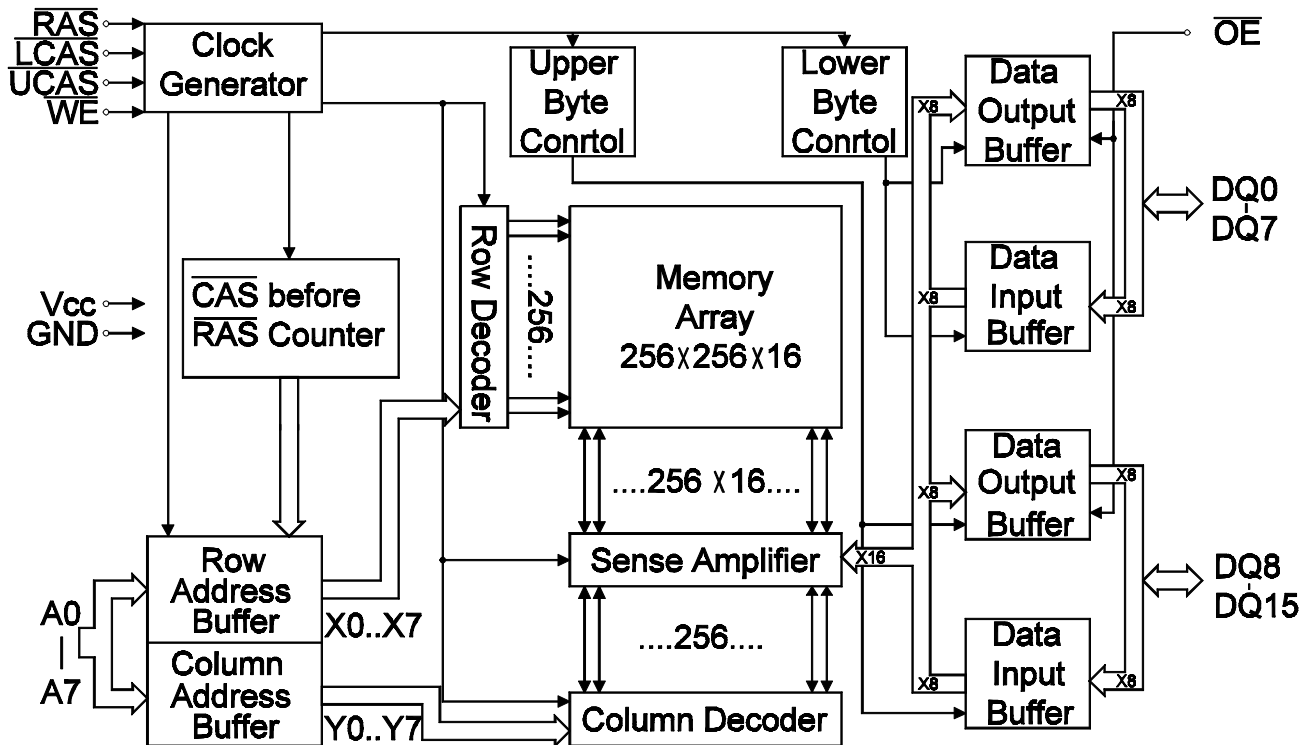 RAS
LCAS
UCAS
WE
Clock
Generator
Upper
Byte
Conrtol
Lower
Byte
Conrtol
OE
Data
Output
Buffer
X8
X8
DQ0
-
DQ7
Data
Input
Buffer
X8
X8
Vcc
GND
CAS before
RAS Counter
Row Decoder
....256....
Memory
Array
256X256X16
....256 X16....
Data
Output
Buffer
X8
X8
Sense Amplifier
X16
DQ8
-
DQ15
Row
Address
Buffer
X0..X7
A0
|
A7
Column
Address
Buffer
Y0..Y7
....256....
Column Decoder
Data
Input
Buffer
X8
X8